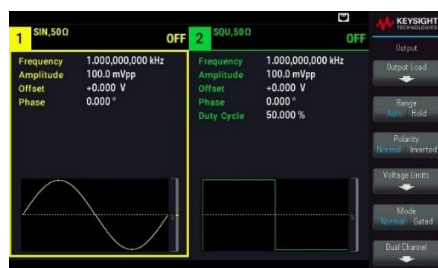 1 SIN,50Ω OFF
2 SQU,50Ω OFF
KEYSIGHT
TECHNOLOGIES
Frequency 1.000,000,000 kHz
Amplitude 100.0 mVpp
Offset +0.000 V
Phase 0.000 °
Frequency 1.000,000,000 kHz
Amplitude 100.0 mVpp
Offset +0.000 V
Phase 0.000 °
Duty Cycle 50.000 %
Output
Output Load
Range
Auto Hold
Polarity
Normal Inverted
Voltage Limits
Mode
Normal Gated
Dual Channel